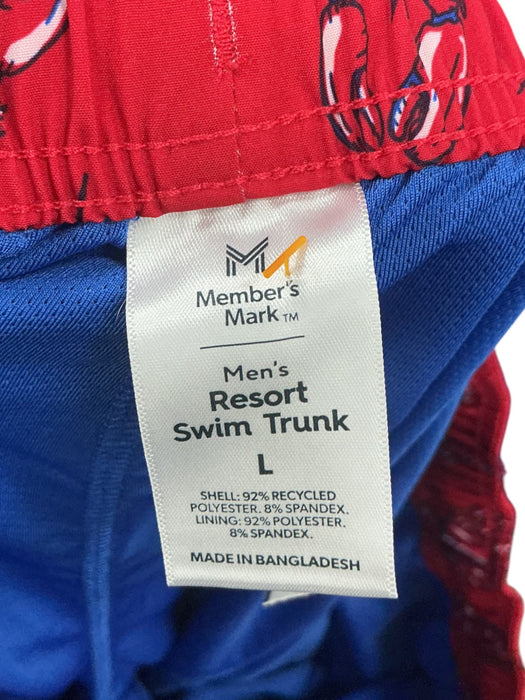 Member's
Mark TM
Men's
Resort
Swim Trunk
L
SHELL: 92% RECYCLED
POLYESTER. 8% SPANDEX.
LINING: 92% POLYESTER.
8% SPANDEX.
MADE IN BANGLADESH